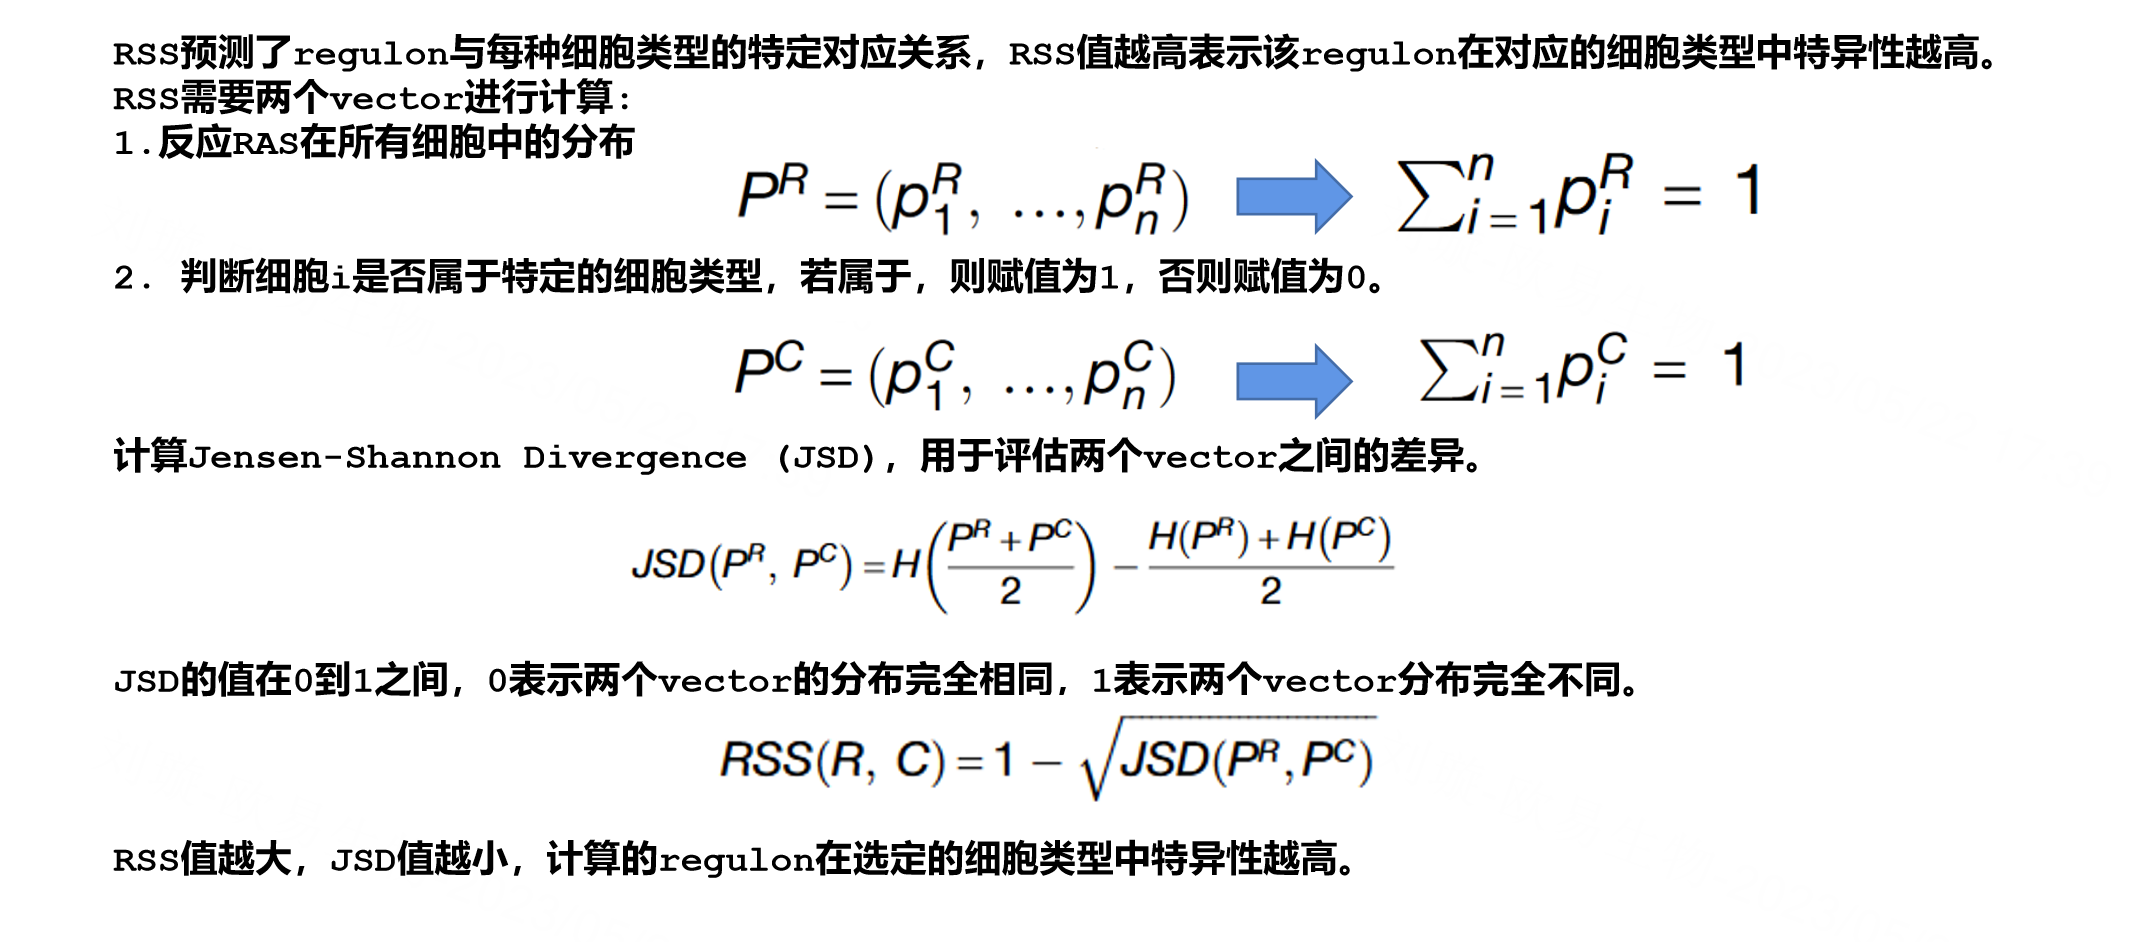 RSS预测了regulon与每种细胞类型的特定对应关系，RSS值越高表示该regulon在对应的细胞类型中特异性越高。
RSS需要两个vector进行计算：
1.反应RAS在所有细胞中的分布
P^R = (p_1^R, ...,p_n^R) ∑_{i=1}^n p_i^R = 1
2. 判断细胞i是否属于特定的细胞类型，若属于，则赋值为1，否则赋值为0。
P^C = (p_1^C, ...,p_n^C) ∑_{i=1}^n p_i^C = 1
计算Jensen-Shannon Divergence (JSD)，用于评估两个vector之间的差异。
JSD(P^R, P^C) = H((P^R + P^C)/2) − (H(P^R) + H(P^C))/2
JSD的值在0到1之间，0表示两个vector的分布完全相同，1表示两个vector分布完全不同。
RSS(R, C) = 1 − √JSD(P^R,P^C)
RSS值越大，JSD值越小，计算的regulon在选定的细胞类型中特异性越高。